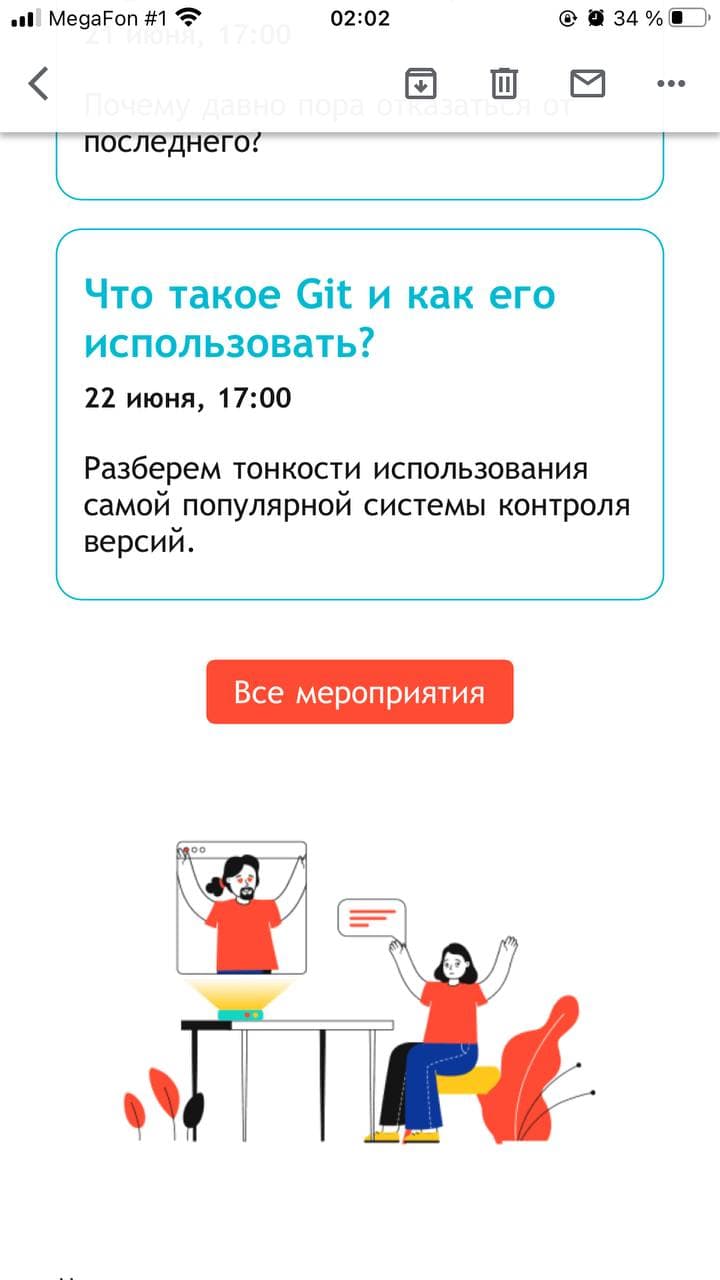 MegaFon #1 02:02 34 %
21 июня, 17:00
Почему давно пора отказаться от
последнего?
Что такое Git и как его
использовать?
22 июня, 17:00
Разберем тонкости использования
самой популярной системы контроля
версий.
Все мероприятия